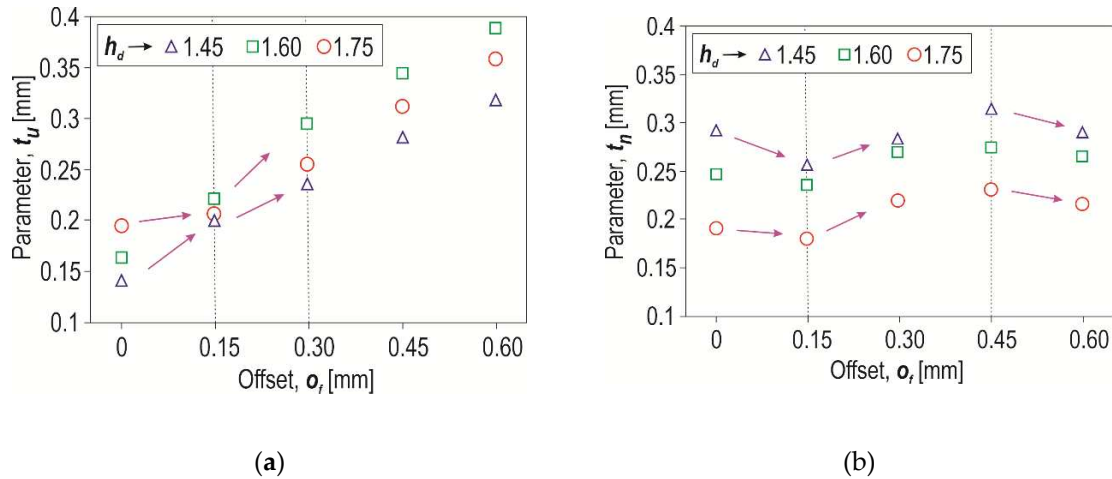 0.4
h_d → △ 1.45 □ 1.60 ○ 1.75
0.35
0.3
0.25
0.2
0.15
0.1
Parameter, t_u [mm]
0 0.15 0.30 0.45 0.60
Offset, o_f [mm]
(a)
0.4
h_d → △ 1.45 □ 1.60 ○ 1.75
0.35
0.3
0.25
0.2
0.15
0.1
Parameter, t_n [mm]
0 0.15 0.30 0.45 0.60
Offset, o_f [mm]
(b)